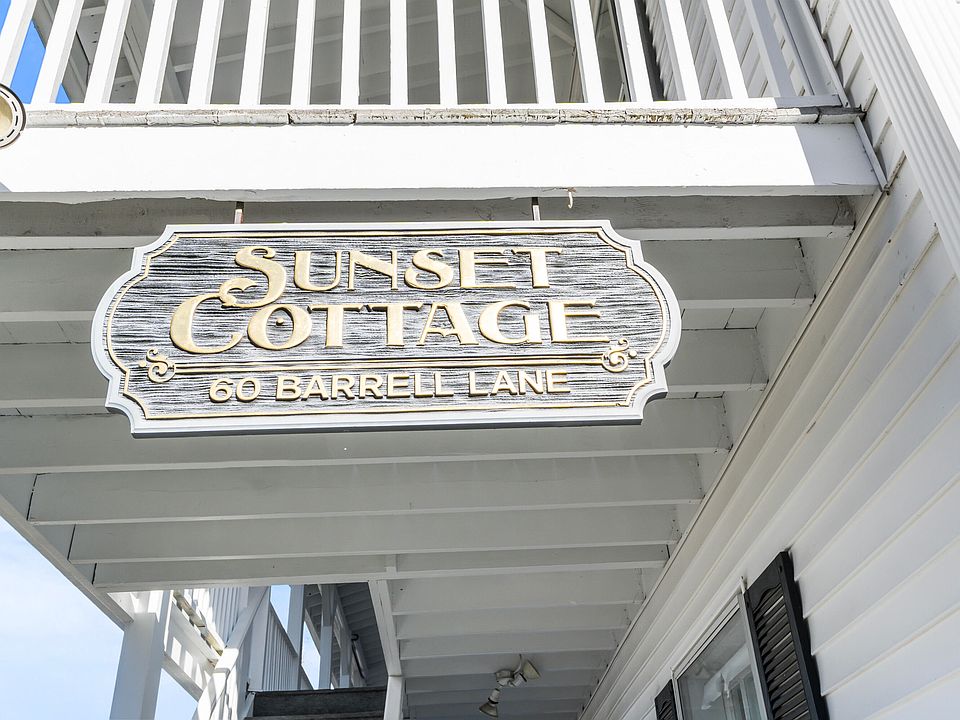 SUNSET
COTTAGE
60 BARRELL LANE